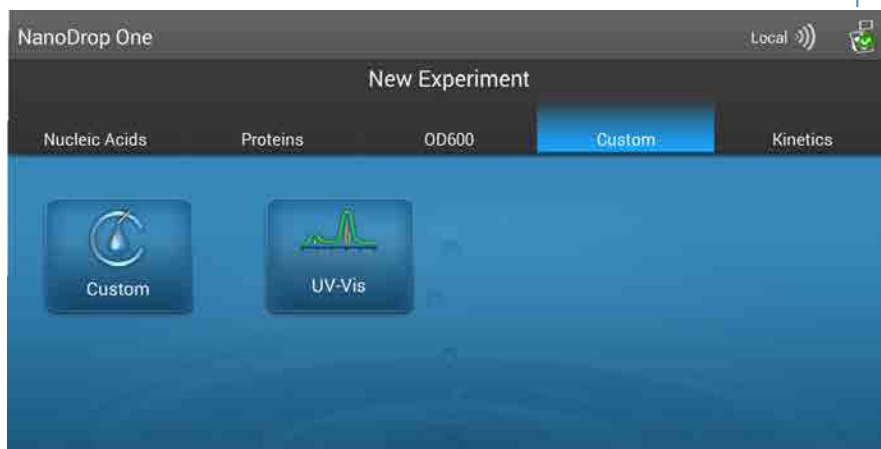 NanoDrop One Local
New Experiment
Nucleic Acids Proteins OD600 Custom Kinetics
Custom UV-Vis